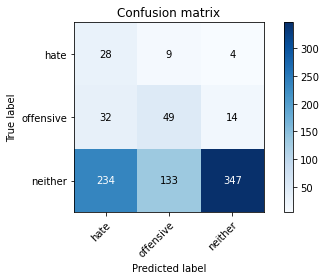 Confusion matrix
True label
hate 28 9 4
offensive 32 49 14
neither 234 133 347
hate offensive neither
Predicted label
300
250
200
150
100
50